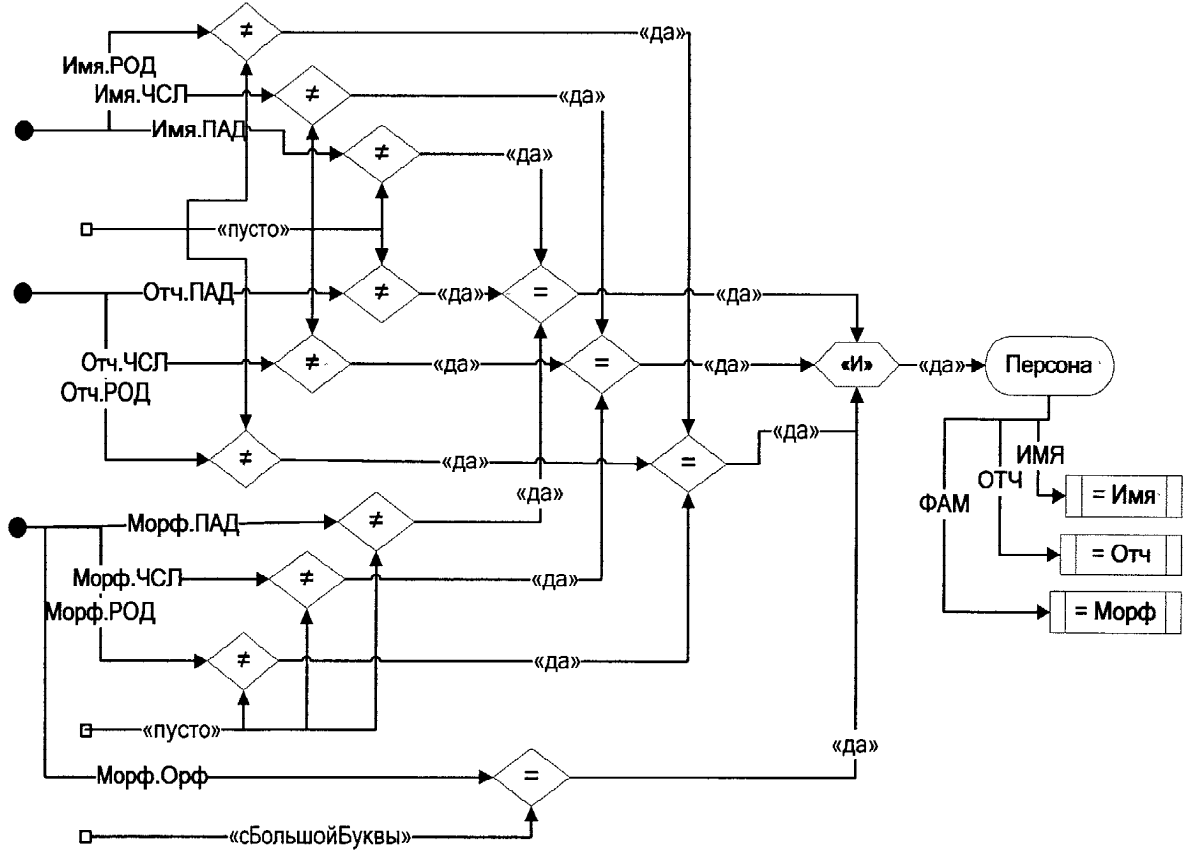 ≠ «да»
Имя.РОД
Имя.ЧСЛ ≠ «да»
Имя.ПАД ≠ «да»
«пусто»
Отч.ПАД ≠ «да» = «да»
Отч.ЧСЛ ≠ «да» = «да» «И» «да» Персона
Отч.РОД
≠ «да» = «да»
ФАМ ОТЧ ИМЯ
= Имя
= Отч
= Морф
«да»
Морф.ПАД ≠
Морф.ЧСЛ ≠ «да»
Морф.РОД
≠ «да»
«пусто»
«да»
Морф.Орф =
«сБольшойБуквы»